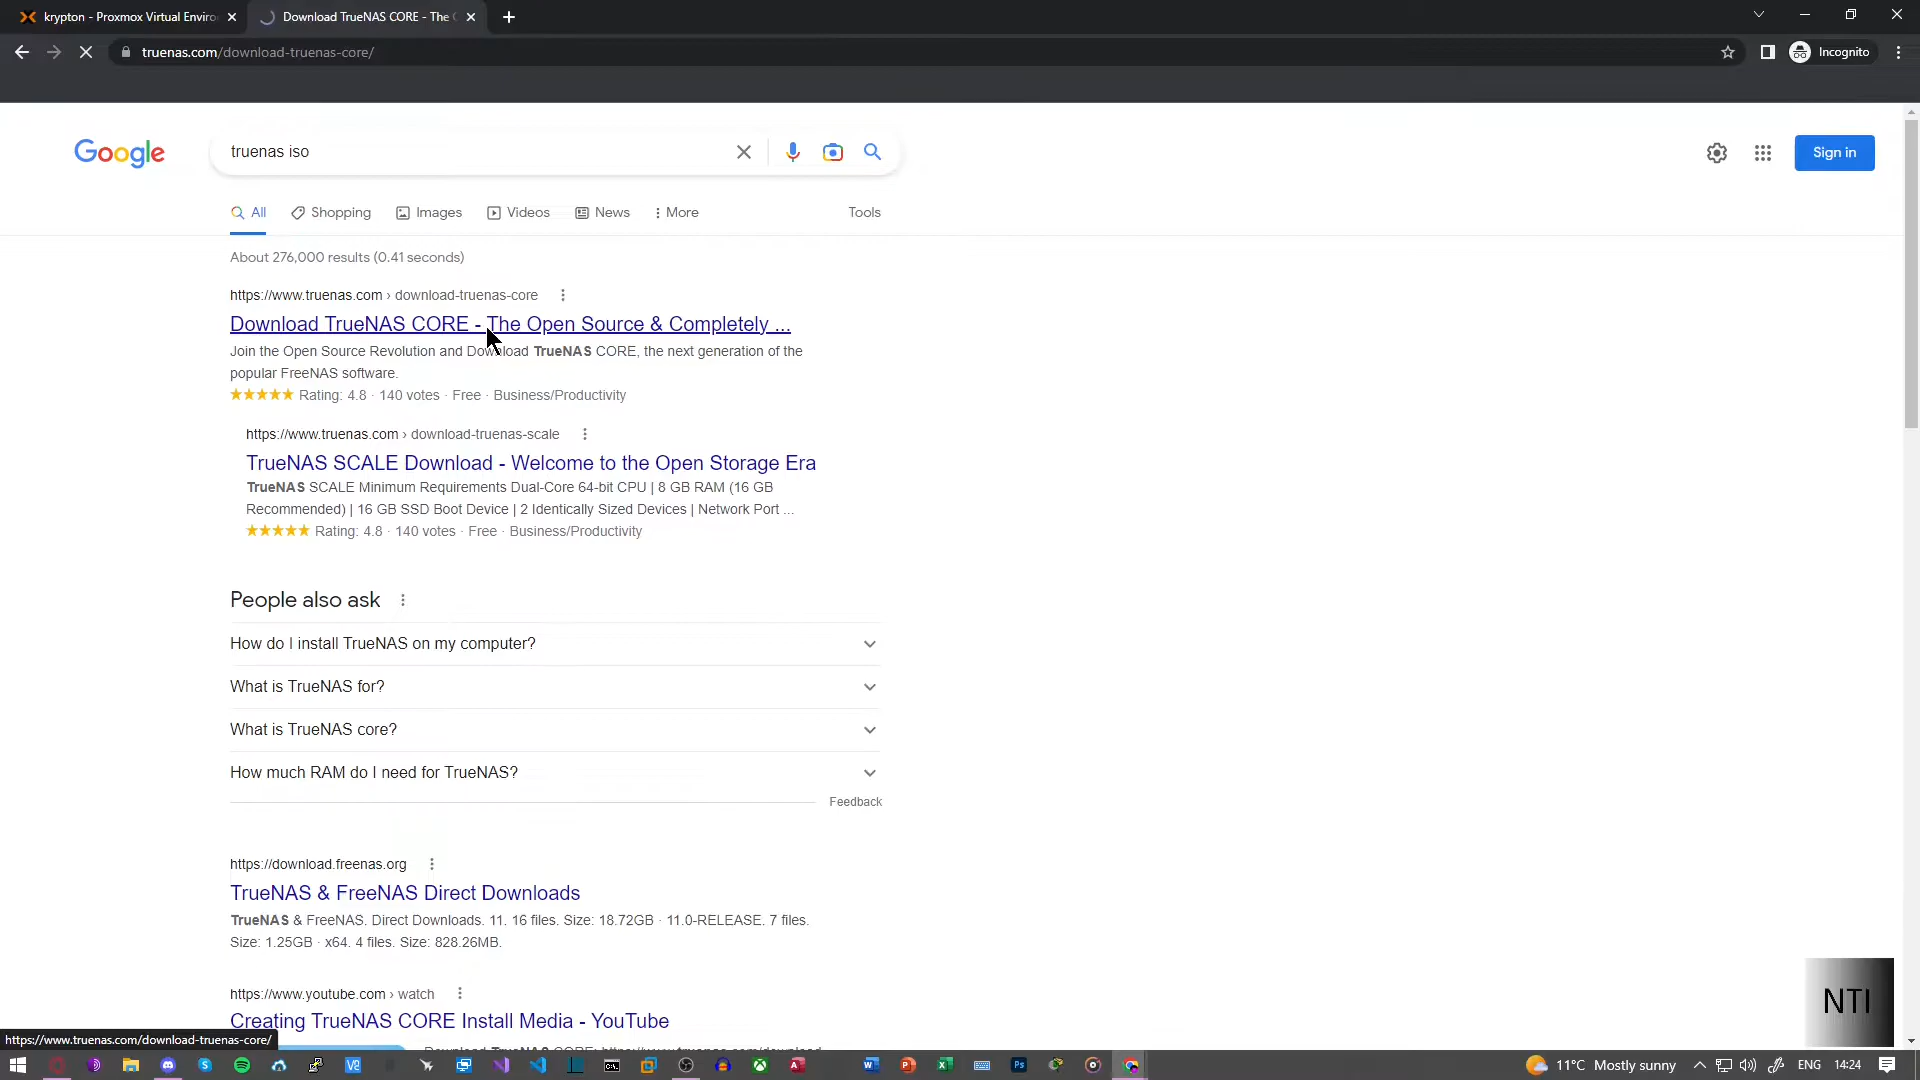 krypton - Proxmox Virtual Enviro
Download TrueNAS CORE - The
truenas.com/download-truenas-core/
Incognito
Google
truenas iso
Sign in
All
Shopping
Images
Videos
News
More
Tools
About 276,000 results (0.41 seconds)
https://www.truenas.com › download-truenas-core
Download TrueNAS CORE - The Open Source & Completely ...
Join the Open Source Revolution and Download TrueNAS CORE, the next generation of the
popular FreeNAS software.
Rating: 4.8 · 140 votes · Free · Business/Productivity
https://www.truenas.com › download-truenas-scale
TrueNAS SCALE Download - Welcome to the Open Storage Era
TrueNAS SCALE Minimum Requirements Dual-Core 64-bit CPU | 8 GB RAM (16 GB
Recommended) | 16 GB SSD Boot Device | 2 Identically Sized Devices | Network Port ...
Rating: 4.8 · 140 votes · Free · Business/Productivity
People also ask
How do I install TrueNAS on my computer?
What is TrueNAS for?
What is TrueNAS core?
How much RAM do I need for TrueNAS?
Feedback
https://download.freenas.org
TrueNAS & FreeNAS Direct Downloads
TrueNAS & FreeNAS. Direct Downloads. 11. 16 files. Size: 18.72GB · 11.0-RELEASE. 7 files.
Size: 1.25GB · x64. 4 files. Size: 828.26MB.
https://www.youtube.com › watch
Creating TrueNAS CORE Install Media - YouTube
NTI
https://www.truenas.com/download-truenas-core/
11°C Mostly sunny
ENG
14:24